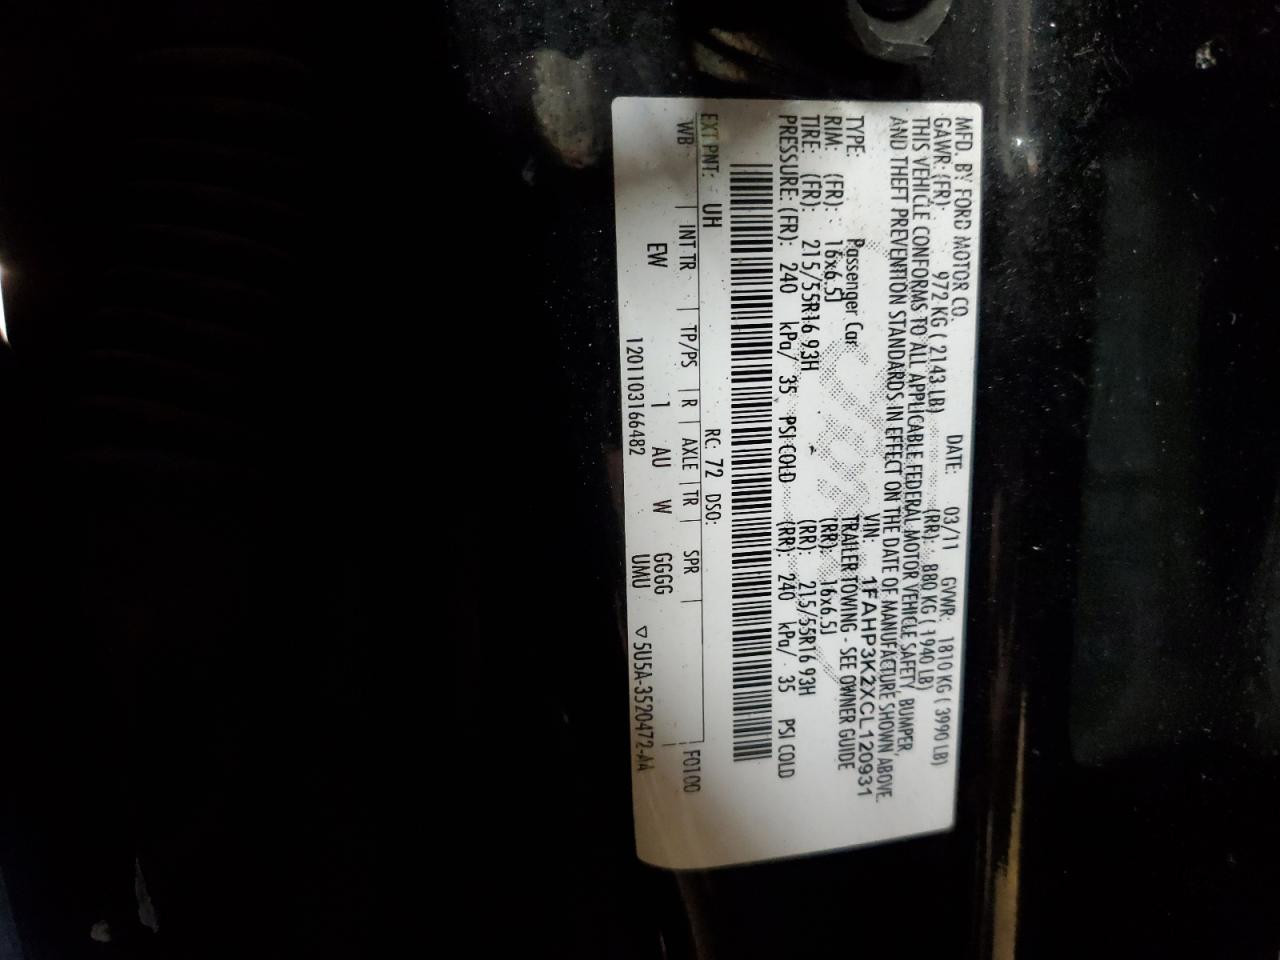 MFD. BY FORD MOTOR CO. DATE: 03/11 GVWR: 1810 KG ( 3990 LB)
GAWR: (FR): 972 KG ( 2143 LB) (RR): 880 KG ( 1940 LB)
THIS VEHICLE CONFORMS TO ALL APPLICABLE FEDERAL MOTOR VEHICLE SAFETY, BUMPER,
AND THEFT PREVENTION STANDARDS IN EFFECT ON THE DATE OF MANUFACTURE SHOWN ABOVE.
VIN: 1FAHP3K2XCL120931
TYPE: Passenger Car TRAILER TOWING - SEE OWNER GUIDE
RIM: (FR): 16x6.5J (RR): 16x6.5J
TIRE: (FR): 215/55R16 93H (RR): 215/55R16 93H
PRESSURE: (FR): 240 kPa/ 35 PSI COLD (RR): 240 kPa/ 35 PSI COLD
EXT PNT: UH RC: 72 DSO: F0100
WB INT TR TP/PS R AXLE TR SPR
EW 1 AU W GGGG
1201103166482 UMU ▽ 5U5A-3520472-AA